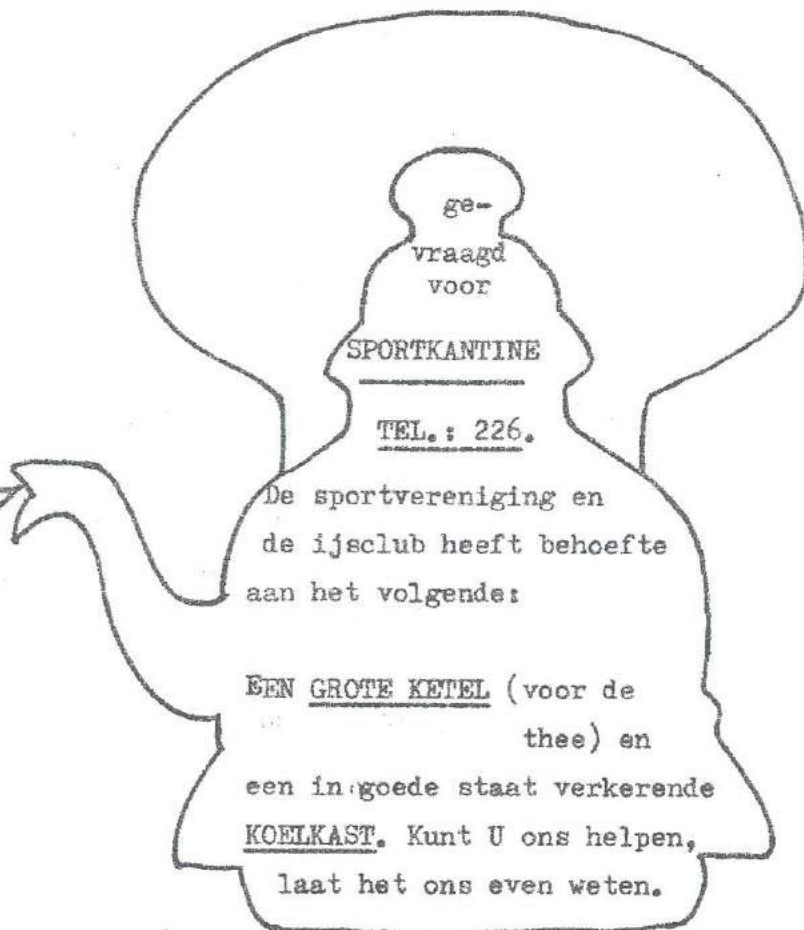 ge-
vraagd
voor
SPORTKANTINE
TEL.: 226.
De sportvereniging en
de ijsclub heeft behoefte
aan het volgende:
EEN GROTE KETEL (voor de
thee) en
een in goede staat verkerende
KOELKAST. Kunt U ons helpen,
laat het ons even weten.